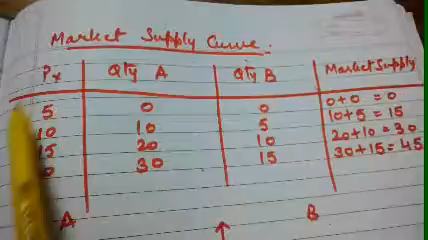 Market Supply Curve.
Px Qty A Qty B Market Supply
5 0 0 0+0 = 0
10 10 5 10+5 = 15
15 20 10 20+10 = 30
0 30 15 30+15 = 45
A B